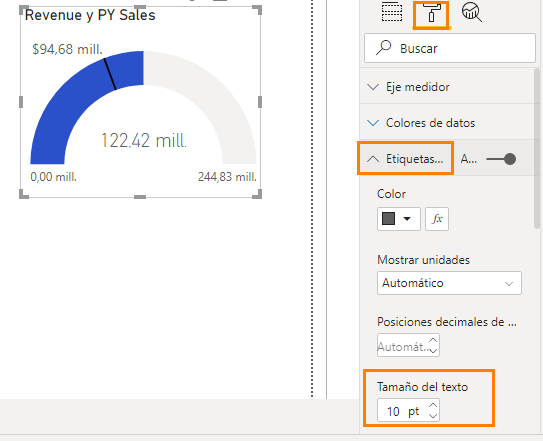 Revenue y PY Sales
$94,68 mill.
122,42 mill.
0,00 mill.
244,83 mill.
Buscar
Eje medidor
Colores de datos
Etiquetas... A...
Color
fx
Mostrar unidades
Automático
Posiciones decimales de ...
Automát...
Tamaño del texto
10 pt